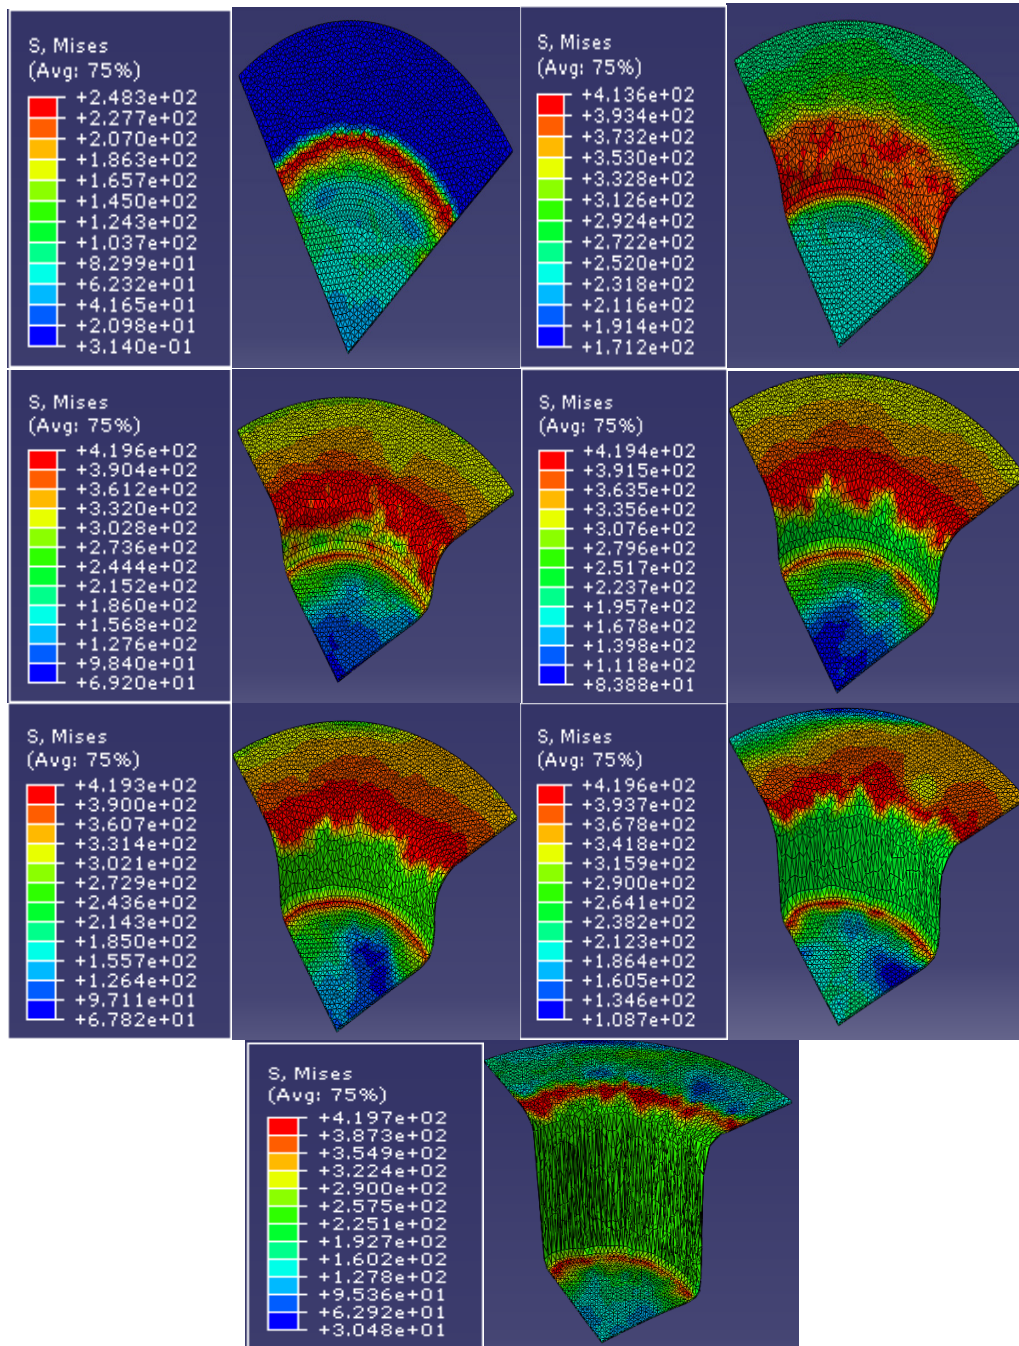 S, Mises
(Avg: 75%)
+2.483e+02
+2.277e+02
+2.070e+02
+1.863e+02
+1.657e+02
+1.450e+02
+1.243e+02
+1.037e+02
+8.299e+01
+6.232e+01
+4.165e+01
+2.098e+01
+3.140e-01
S, Mises
(Avg: 75%)
+4.136e+02
+3.934e+02
+3.732e+02
+3.530e+02
+3.328e+02
+3.126e+02
+2.924e+02
+2.722e+02
+2.520e+02
+2.318e+02
+2.116e+02
+1.914e+02
+1.712e+02
S, Mises
(Avg: 75%)
+4.196e+02
+3.904e+02
+3.612e+02
+3.320e+02
+3.028e+02
+2.736e+02
+2.444e+02
+2.152e+02
+1.860e+02
+1.568e+02
+1.276e+02
+9.840e+01
+6.920e+01
S, Mises
(Avg: 75%)
+4.194e+02
+3.915e+02
+3.635e+02
+3.356e+02
+3.076e+02
+2.796e+02
+2.517e+02
+2.237e+02
+1.957e+02
+1.678e+02
+1.398e+02
+1.118e+02
+8.388e+01
S, Mises
(Avg: 75%)
+4.193e+02
+3.900e+02
+3.607e+02
+3.314e+02
+3.021e+02
+2.729e+02
+2.436e+02
+2.143e+02
+1.850e+02
+1.557e+02
+1.264e+02
+9.711e+01
+6.782e+01
S, Mises
(Avg: 75%)
+4.196e+02
+3.937e+02
+3.678e+02
+3.418e+02
+3.159e+02
+2.900e+02
+2.641e+02
+2.382e+02
+2.123e+02
+1.864e+02
+1.605e+02
+1.346e+02
+1.087e+02
S, Mises
(Avg: 75%)
+4.197e+02
+3.873e+02
+3.549e+02
+3.224e+02
+2.900e+02
+2.575e+02
+2.251e+02
+1.927e+02
+1.602e+02
+1.278e+02
+9.536e+01
+6.292e+01
+3.048e+01